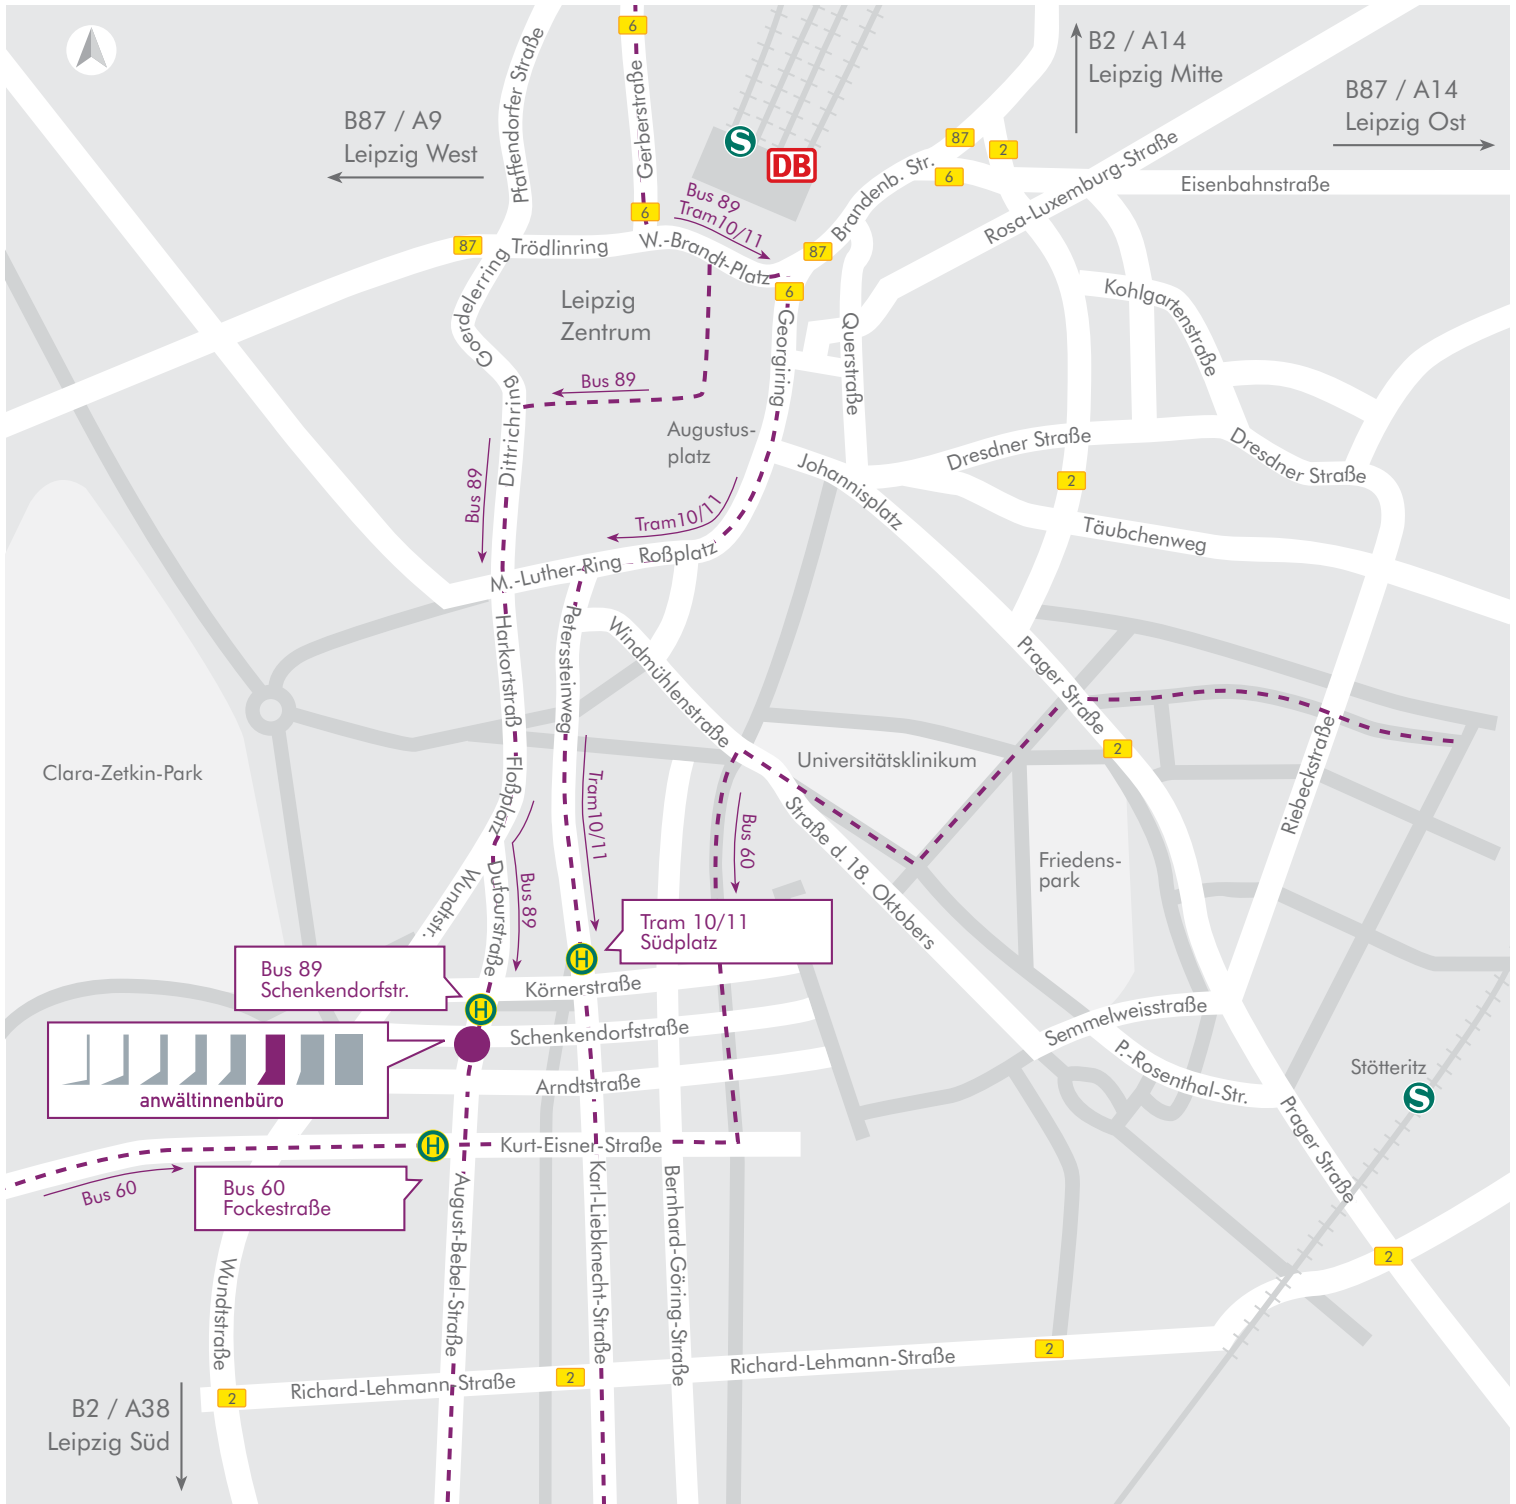 6
B2 / A14
Leipzig Mitte
B87 / A14
Leipzig Ost
B87 / A9
Leipzig West
Pfaffendorfer Straße
Gerberstraße
S
DB
87
2
6
Brandenb. Str.
Rosa-Luxemburg-Straße
Eisenbahnstraße
6
Bus 89
Tram10/11
87
Trödlinring
W.-Brandt-Platz
87
6
Goerdelerring
Leipzig
Zentrum
Georgiring
Querstraße
Kohlgartenstraße
Bus 89
Dittrichring
Augustus-
platz
Johannisplatz
Dresdner Straße
Dresdner Straße
2
Bus 89
Tram10/11
Täubchenweg
M.-Luther-Ring
Roßplatz
Harkortstraß
Peterssteinweg
Windmühlenstraße
Prager Straße
2
Clara-Zetkin-Park
Universitätsklinikum
Floßplatz
Tram10/11
Bus 60
Straße d. 18. Oktobers
Riebeckstraße
Friedens-
park
Wundtstr.
Dufourstraße
Bus 89
Tram 10/11
Südplatz
H
Bus 89
Schenkendorfstr.
H
Körnerstraße
Schenkendorfstraße
Semmelweisstraße
anwältinnenbüro
Arndtstraße
P.-Rosenthal-Str.
Stötteritz
S
Prager Straße
H
Kurt-Eisner-Straße
Bus 60
Bus 60
Fockestraße
August-Bebel-Straße
Karl-Liebknecht-Straße
Bernhard-Göring-Straße
Wundtstraße
2
Richard-Lehmann-Straße
2
Richard-Lehmann-Straße
2
2
B2 / A38
Leipzig Süd